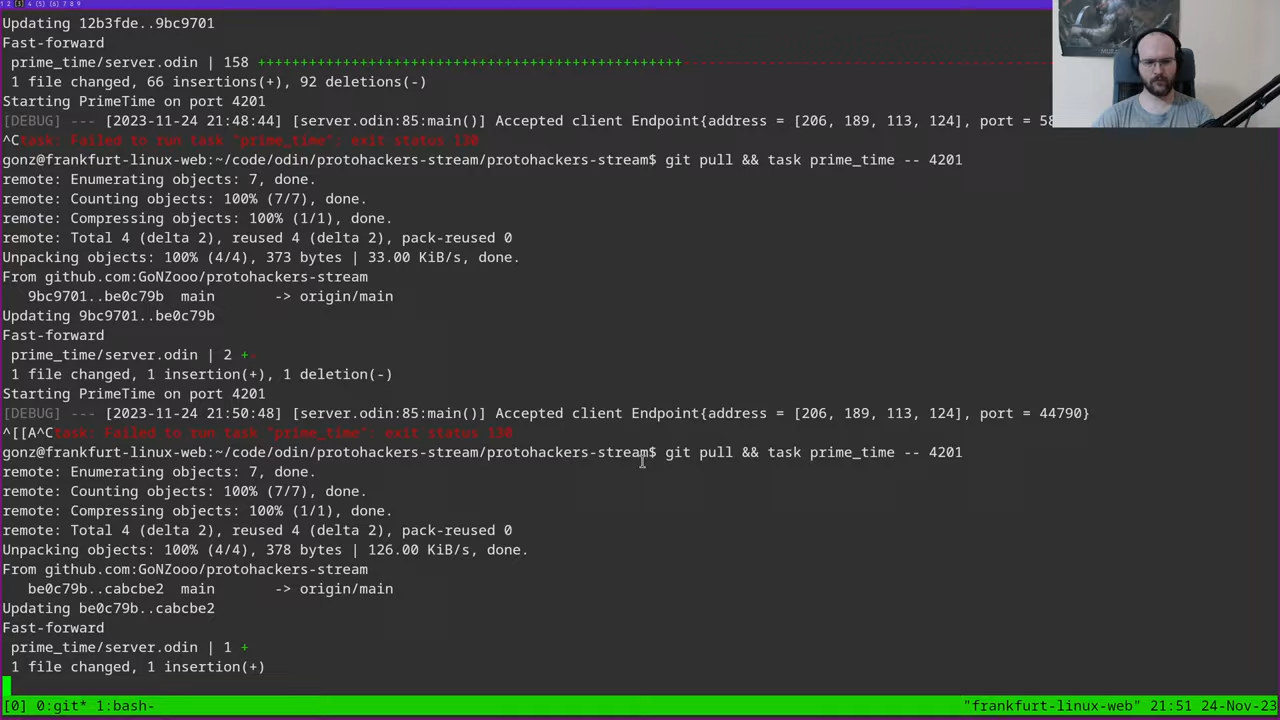 1 2 [3] 4 (5) (6) 7 8 9
Updating 12b3fde..9bc9701
Fast-forward
prime_time/server.odin | 158 +++++++++++++++++++++++++++++++++++++++++++++++++-------------------------------------------
1 file changed, 66 insertions(+), 92 deletions(-)
Starting PrimeTime on port 4201
[DEBUG] --- [2023-11-24 21:48:44] [server.odin:85:main()] Accepted client Endpoint{address = [206, 189, 113, 124], port = 58
^Ctask: Failed to run task "prime_time": exit status 130
gonz@frankfurt-linux-web:~/code/odin/protohackers-stream/protohackers-stream$ git pull && task prime_time -- 4201
remote: Enumerating objects: 7, done.
remote: Counting objects: 100% (7/7), done.
remote: Compressing objects: 100% (1/1), done.
remote: Total 4 (delta 2), reused 4 (delta 2), pack-reused 0
Unpacking objects: 100% (4/4), 373 bytes | 33.00 KiB/s, done.
From github.com:GoNZooo/protohackers-stream
9bc9701..be0c79b main -> origin/main
Updating 9bc9701..be0c79b
Fast-forward
prime_time/server.odin | 2 +-
1 file changed, 1 insertion(+), 1 deletion(-)
Starting PrimeTime on port 4201
[DEBUG] --- [2023-11-24 21:50:48] [server.odin:85:main()] Accepted client Endpoint{address = [206, 189, 113, 124], port = 44790}
^[[A^Ctask: Failed to run task "prime_time": exit status 130
gonz@frankfurt-linux-web:~/code/odin/protohackers-stream/protohackers-stream$ git pull && task prime_time -- 4201
remote: Enumerating objects: 7, done.
remote: Counting objects: 100% (7/7), done.
remote: Compressing objects: 100% (1/1), done.
remote: Total 4 (delta 2), reused 4 (delta 2), pack-reused 0
Unpacking objects: 100% (4/4), 378 bytes | 126.00 KiB/s, done.
From github.com:GoNZooo/protohackers-stream
be0c79b..cabcbe2 main -> origin/main
Updating be0c79b..cabcbe2
Fast-forward
prime_time/server.odin | 1 +
1 file changed, 1 insertion(+)
[0] 0:git* 1:bash- "frankfurt-linux-web" 21:51 24-Nov-23